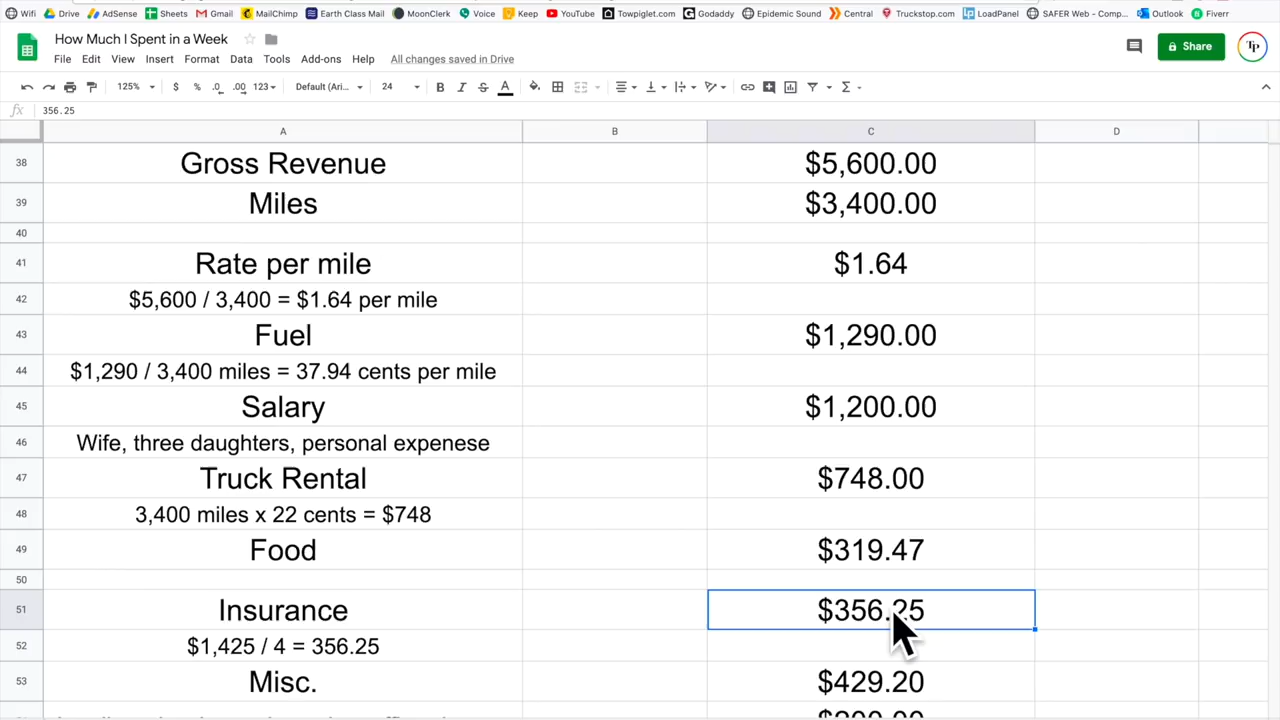 Wifi Drive AdSense Sheets Gmail MailChimp Earth Class Mail MoonClerk Voice Keep YouTube Towpiglet.com Godaddy Epidemic Sound Central Truckstop.com LoadPanel SAFER Web - Comp... Outlook Fiverr
How Much I Spent in a Week
File Edit View Insert Format Data Tools Add-ons Help All changes saved in Drive
Share
TP
125% $ % .0 .00 123 Default (Ari... 24 B I S A
fx 356.25
A B C D
38 Gross Revenue $5,600.00
39 Miles $3,400.00
40
41 Rate per mile $1.64
42 $5,600 / 3,400 = $1.64 per mile
43 Fuel $1,290.00
44 $1,290 / 3,400 miles = 37.94 cents per mile
45 Salary $1,200.00
46 Wife, three daughters, personal expenese
47 Truck Rental $748.00
48 3,400 miles x 22 cents = $748
49 Food $319.47
50
51 Insurance $356.25
52 $1,425 / 4 = 356.25
53 Misc. $429.20